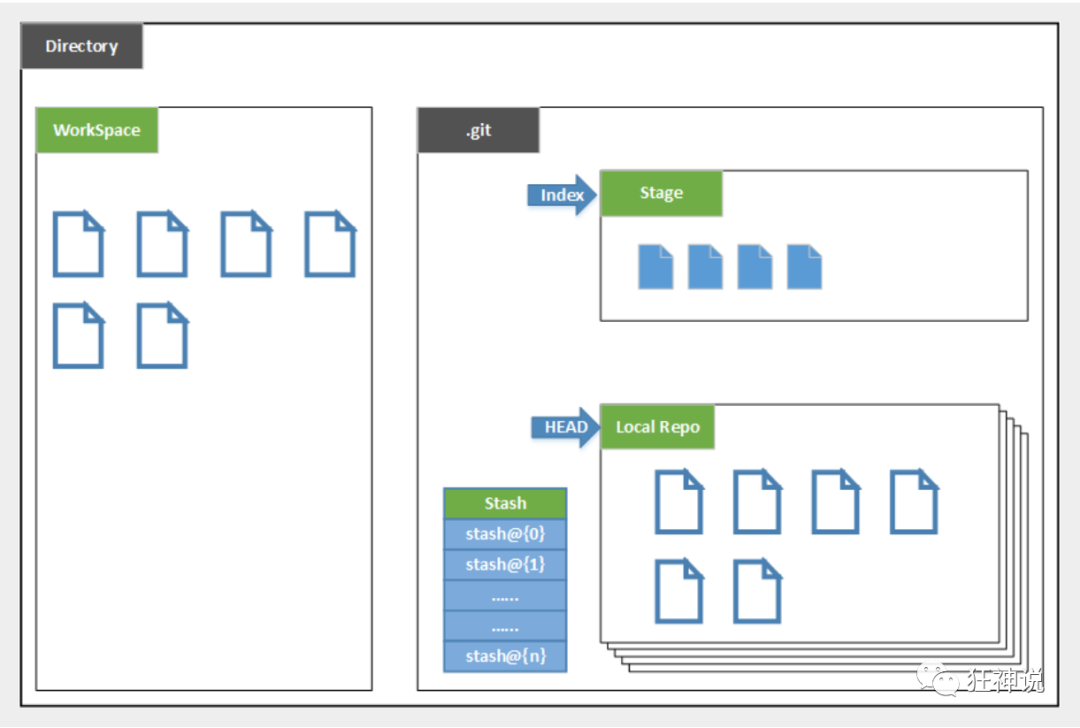 Directory
WorkSpace
.git
Index
Stage
HEAD
Local Repo
Stash
stash@{0}
stash@{1}
......
......
stash@{n}
狂神说